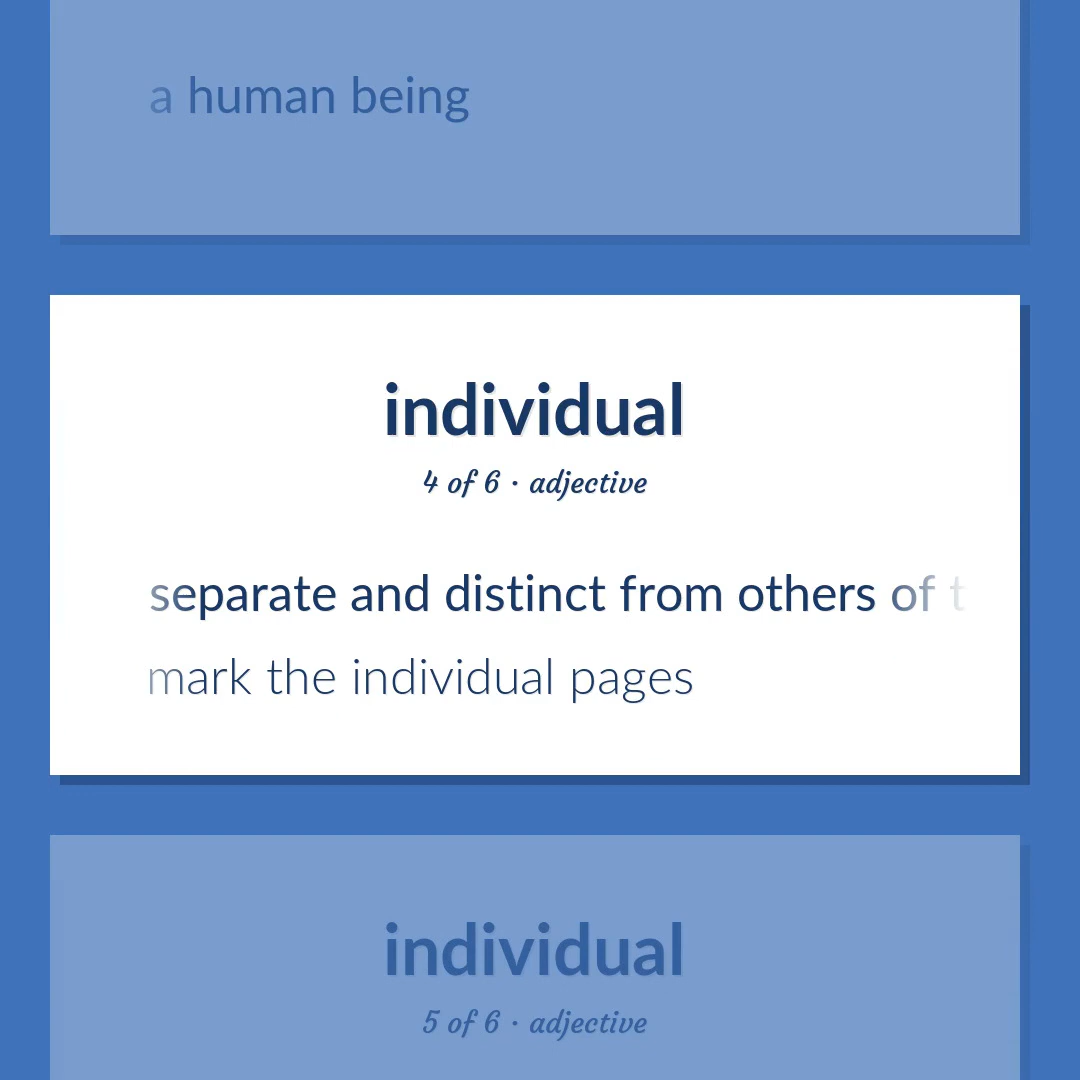 a human being
individual
4 of 6 · adjective
separate and distinct from others of t
mark the individual pages
individual
5 of 6 · adjective